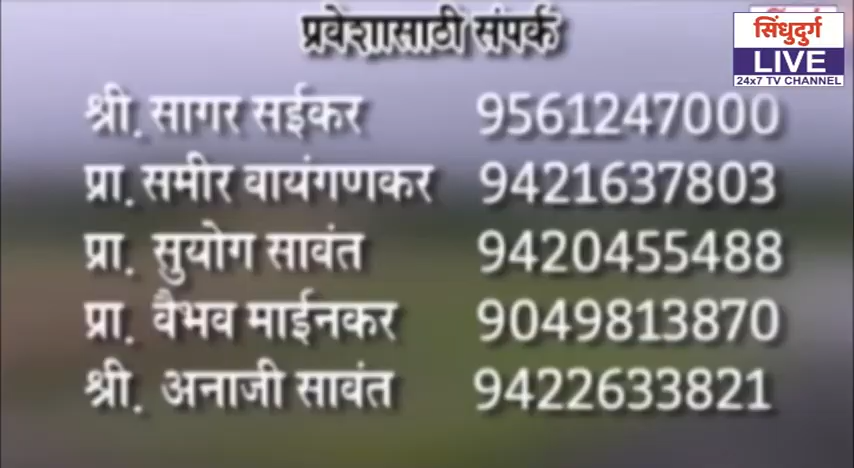 प्रवेशासाठी संपर्क
सिंधुदुर्ग
LIVE
24x7 TV CHANNEL
श्री. सागर सईकर 9561247000
प्रा. समीर वायंगणकर 9421637803
प्रा. सुयोग सावंत 9420455488
प्रा. वैभव माईनकर 9049813870
श्री. अनाजी सावंत 9422633821